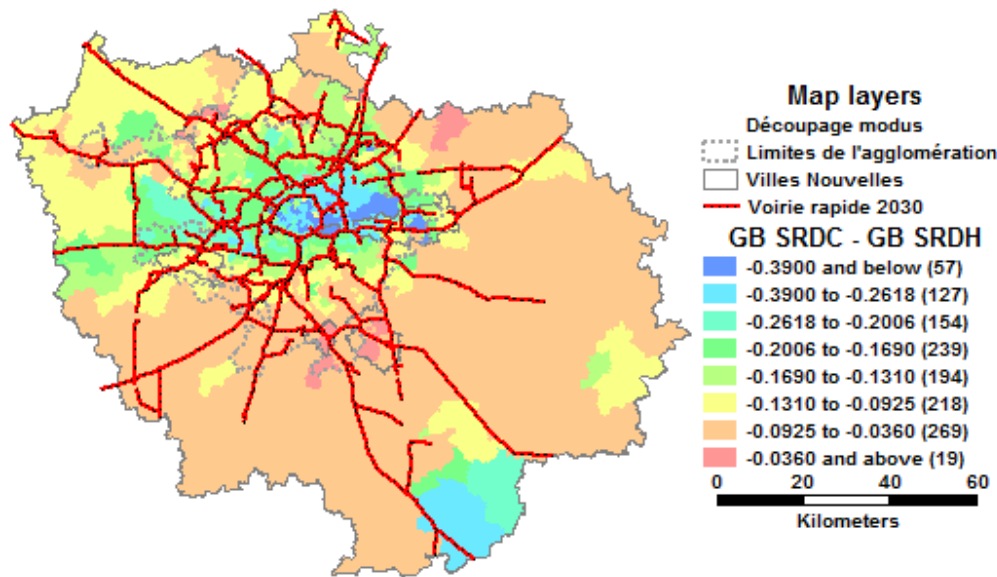 Map layers
Découpage modus
Limites de l'agglomération
Villes Nouvelles
Voirie rapide 2030
GB SRDC - GB SRDH
-0.3900 and below (57)
-0.3900 to -0.2618 (127)
-0.2618 to -0.2006 (154)
-0.2006 to -0.1690 (239)
-0.1690 to -0.1310 (194)
-0.1310 to -0.0925 (218)
-0.0925 to -0.0360 (269)
-0.0360 and above (19)
0 20 40 60
Kilometers